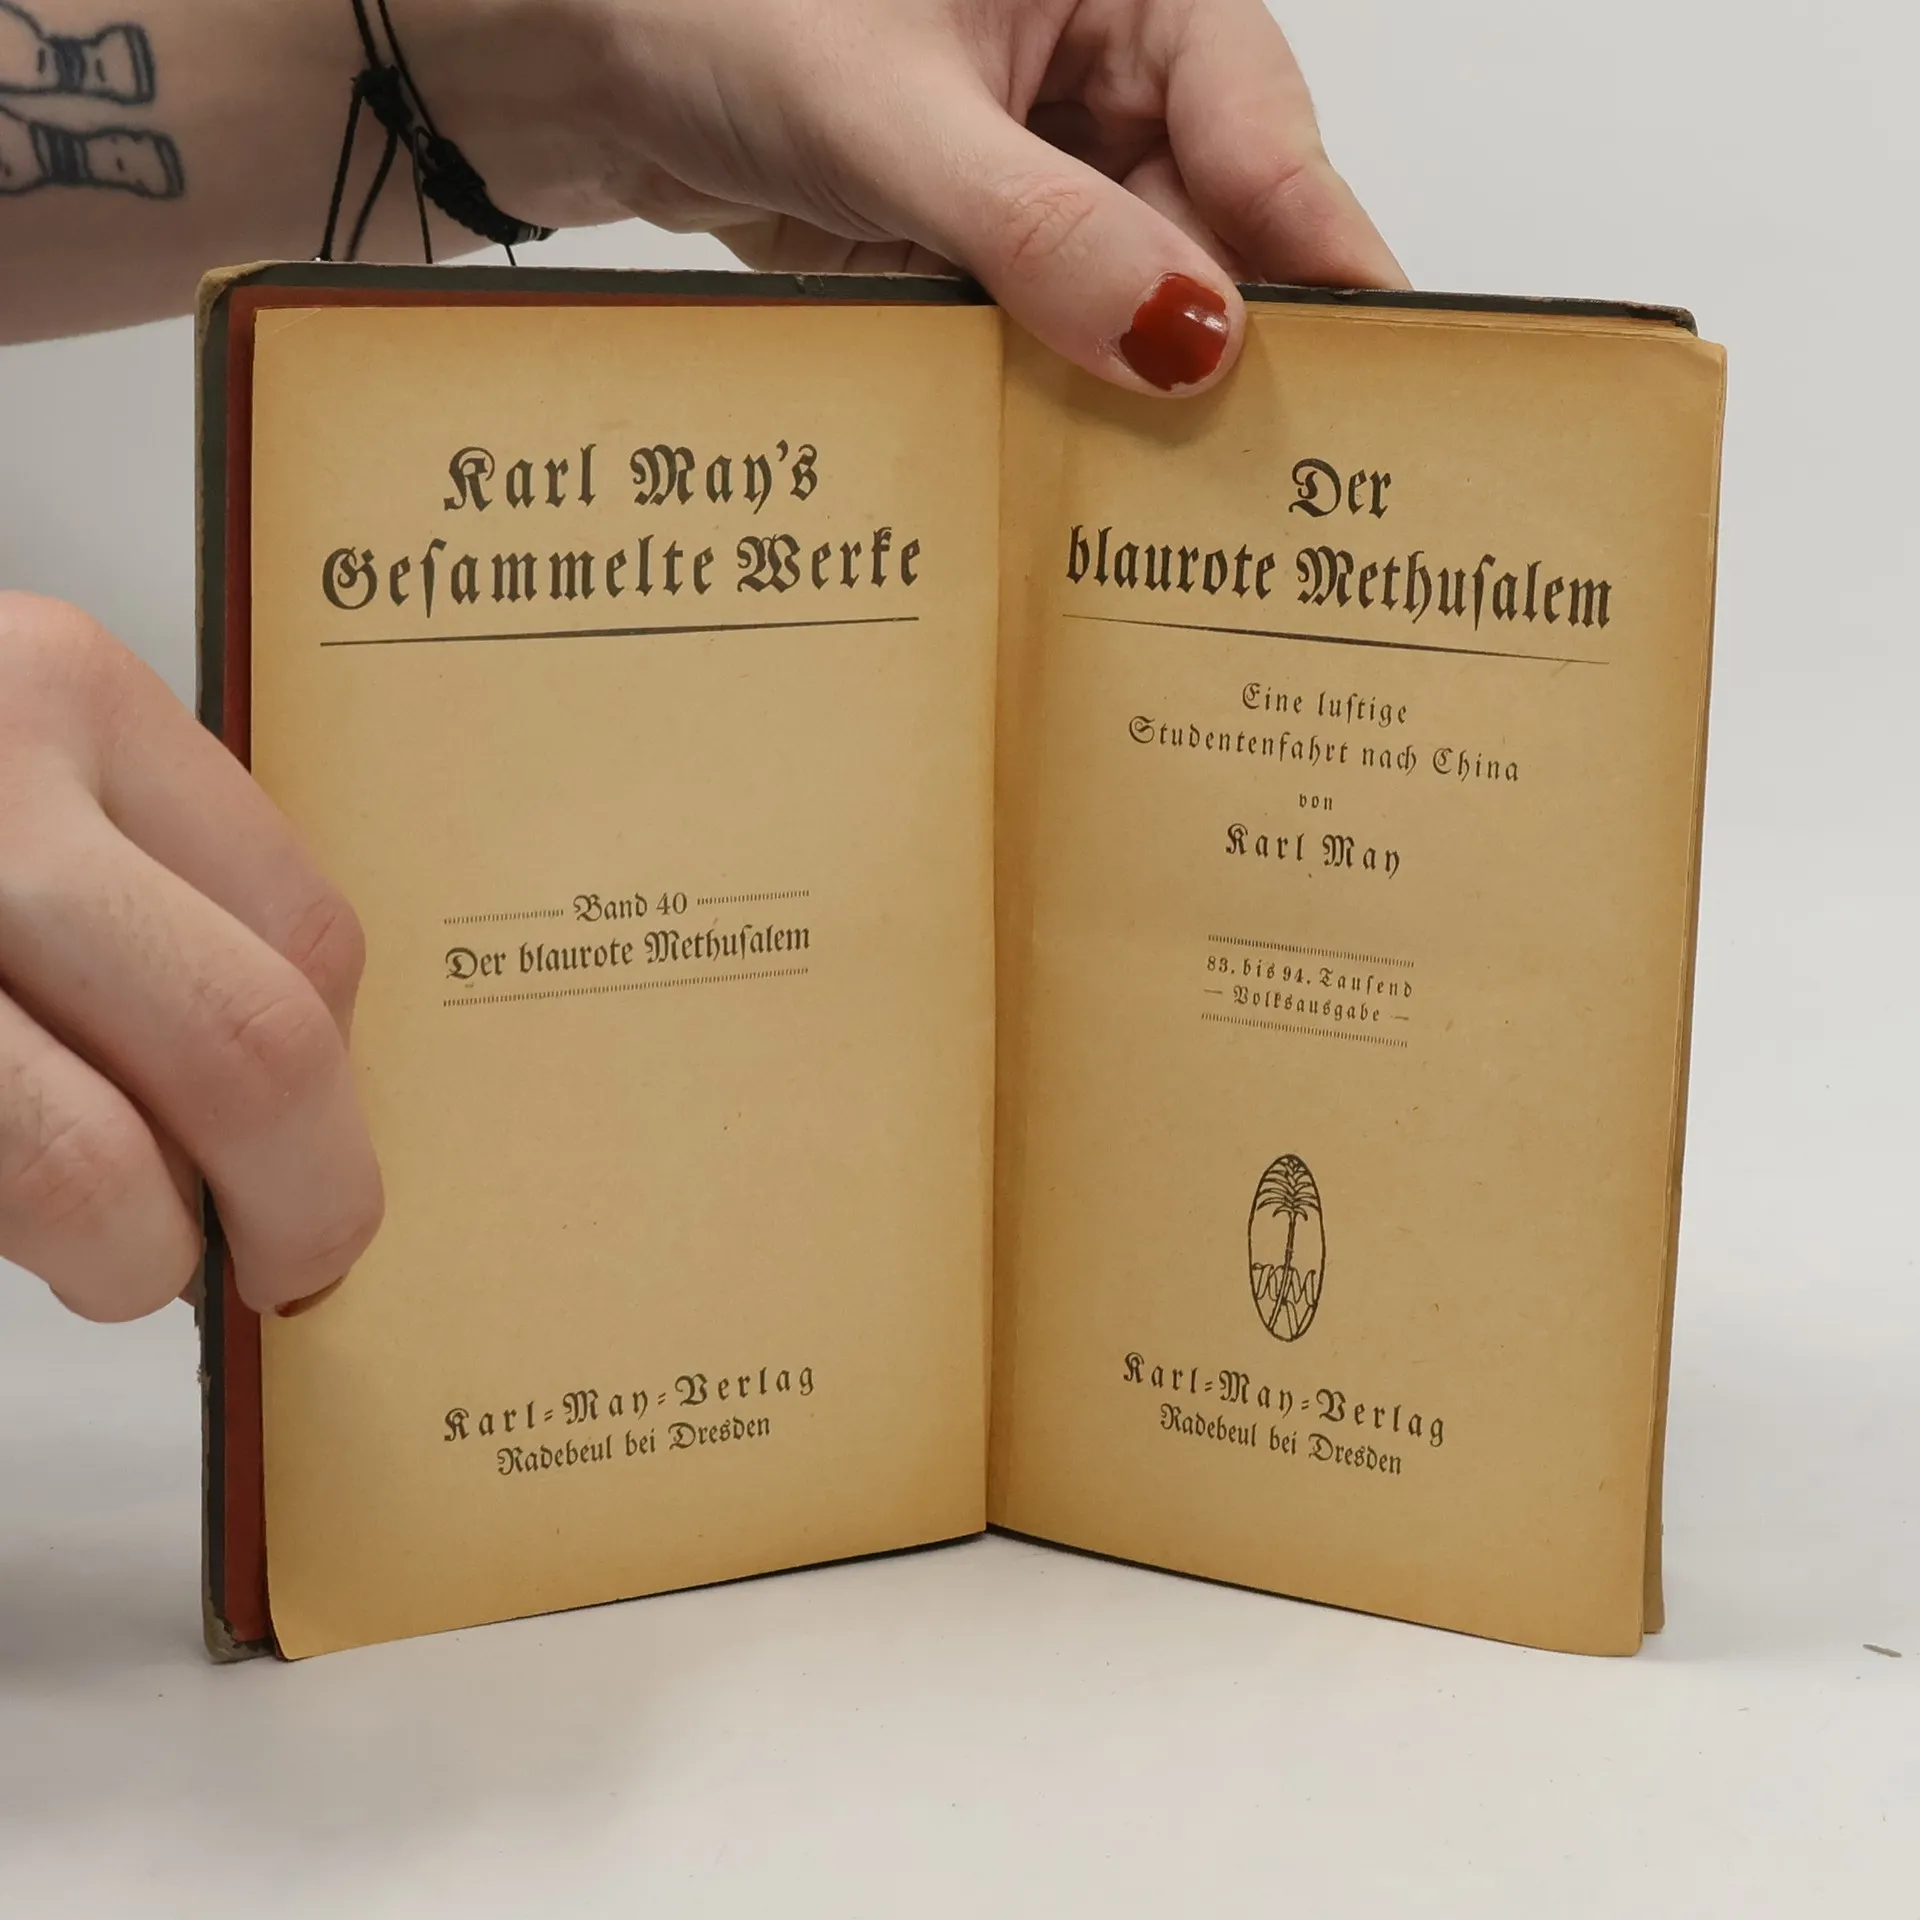 Karl May's
Geſammelte Werke
Band 40
Der blaurote Methuſalem
Karl-May-Verlag
Radebeul bei Dresden
Der
blaurote Methuſalem
Eine luſtige
Studentenfahrt nach China
von
Karl May
83. bis 94. Tauſend
— Volksausgabe —
KMV
Karl-May-Verlag
Radebeul bei Dresden